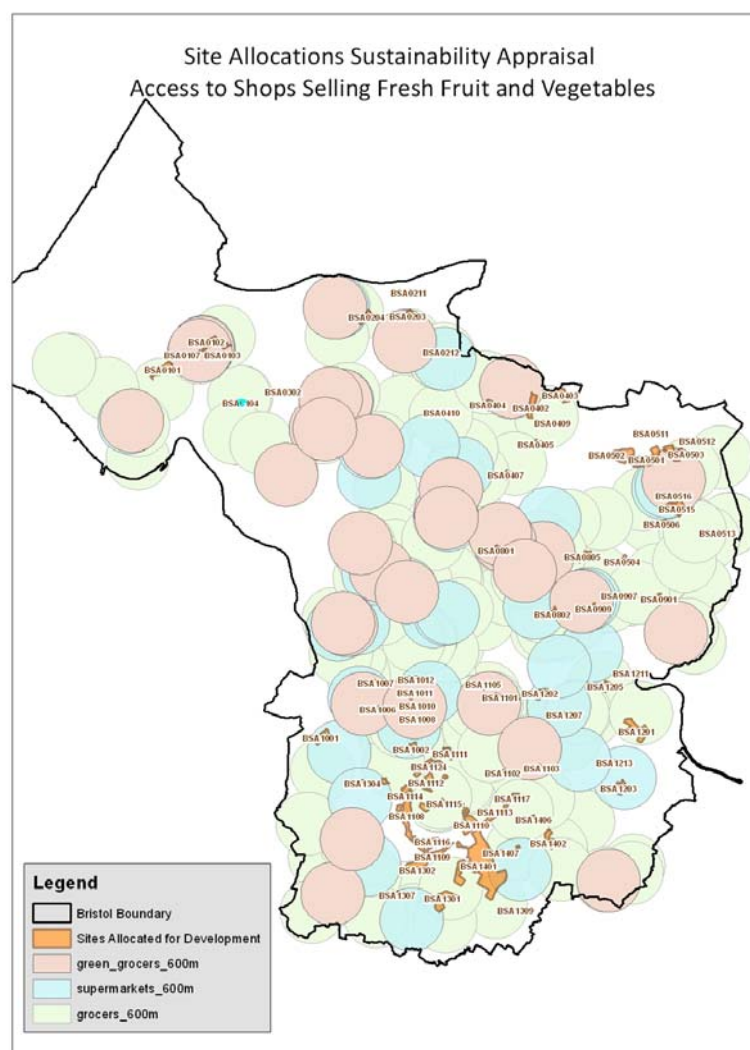 Site Allocations Sustainability Appraisal
Access to Shops Selling Fresh Fruit and Vegetables
BSA0211
BSA0204
BSA0203
BSA0102
BSA0107
BSA0103
BSA0101
BSA0212
BSA0302
BSA0404
BSA0403
BSA0402
BSA0410
BSA0409
BSA0405
BSA0407
BSA0511
BSA0512
BSA0502
BSA0501
BSA0503
BSA0516
BSA0515
BSA0506
BSA0513
BSA0801
BSA0805
BSA0504
BSA0907
BSA0901
BSA0802
BSA0909
BSA1007
BSA1012
BSA1105
BSA1211
BSA1011
BSA1101
BSA1202
BSA1205
BSA1006
BSA1010
BSA1008
BSA1207
BSA1201
BSA1001
BSA1002
BSA1111
BSA1124
BSA1102
BSA1103
BSA1213
BSA1304
BSA1112
BSA1203
BSA1114
BSA1115
BSA1117
BSA1108
BSA1113
BSA1110
BSA1406
BSA1116
BSA1402
BSA1109
BSA1407
BSA1302
BSA1401
BSA1307
BSA1301
BSA1309
Legend
Bristol Boundary
Sites Allocated for Development
green_grocers_600m
supermarkets_600m
grocers_600m